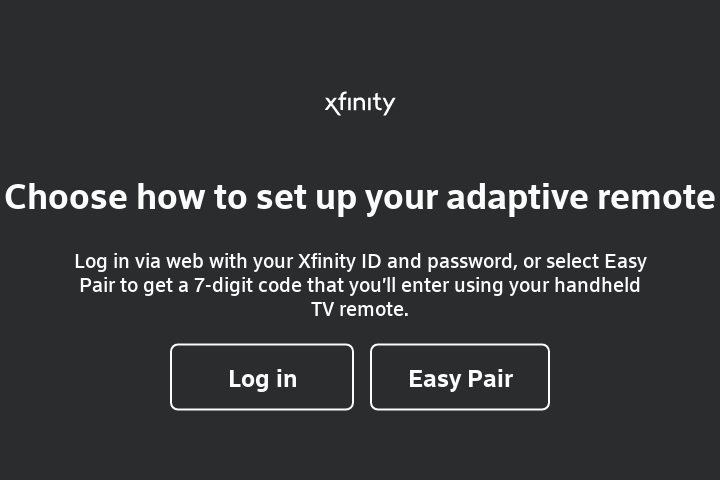 xfinity
Choose how to set up your adaptive remote
Log in via web with your Xfinity ID and password, or select Easy
Pair to get a 7-digit code that you'll enter using your handheld
TV remote.
Log in
Easy Pair